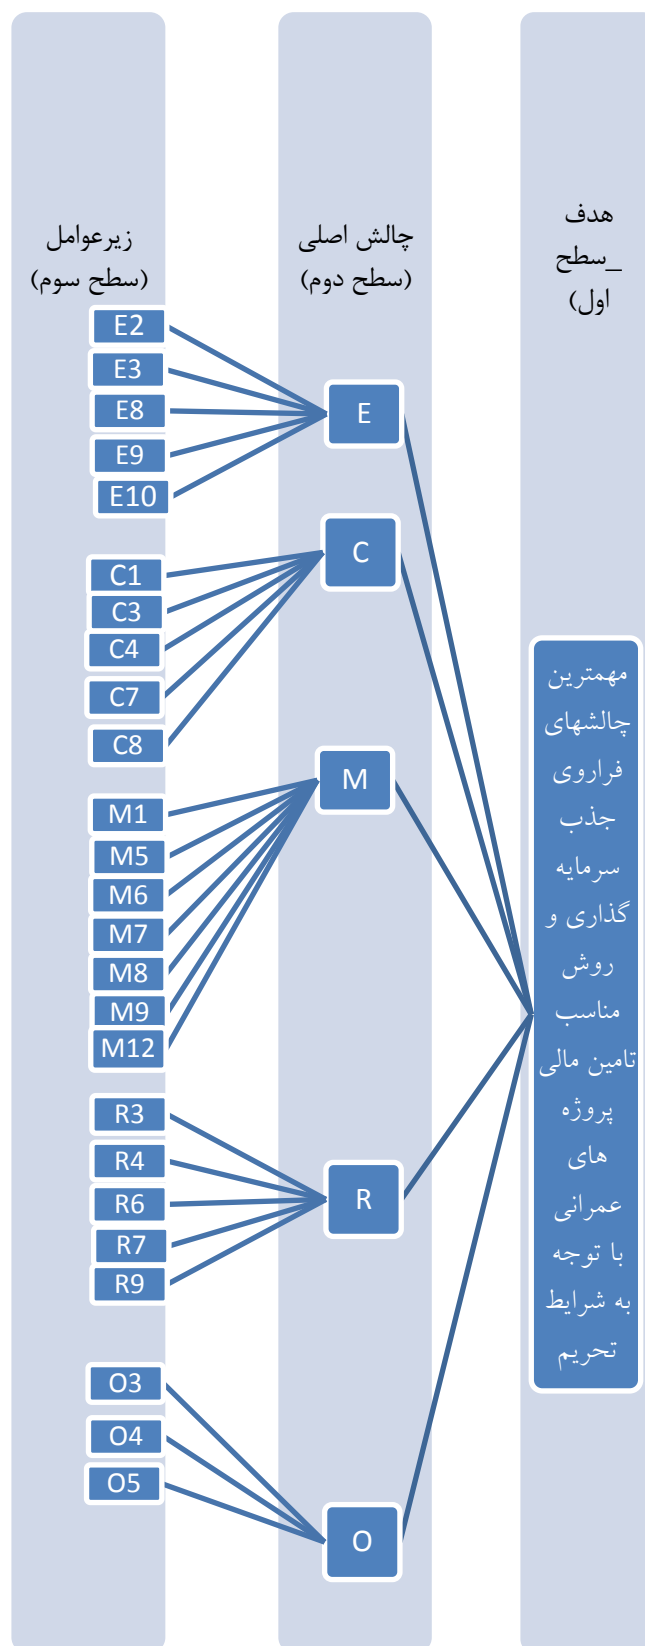 هدف
_سطح
اول)
مهمترین
چالشهای
فراروی
جذب
سرمایه
گذاری و
روش
مناسب
تامین مالی
پروژه
های
عمرانی
با توجه
به شرایط
تحریم
چالش اصلی
(سطح دوم)
E
C
M
R
O
زیرعوامل
(سطح سوم)
E2
E3
E8
E9
E10
C1
C3
C4
C7
C8
M1
M5
M6
M7
M8
M9
M12
R3
R4
R6
R7
R9
O3
O4
O5